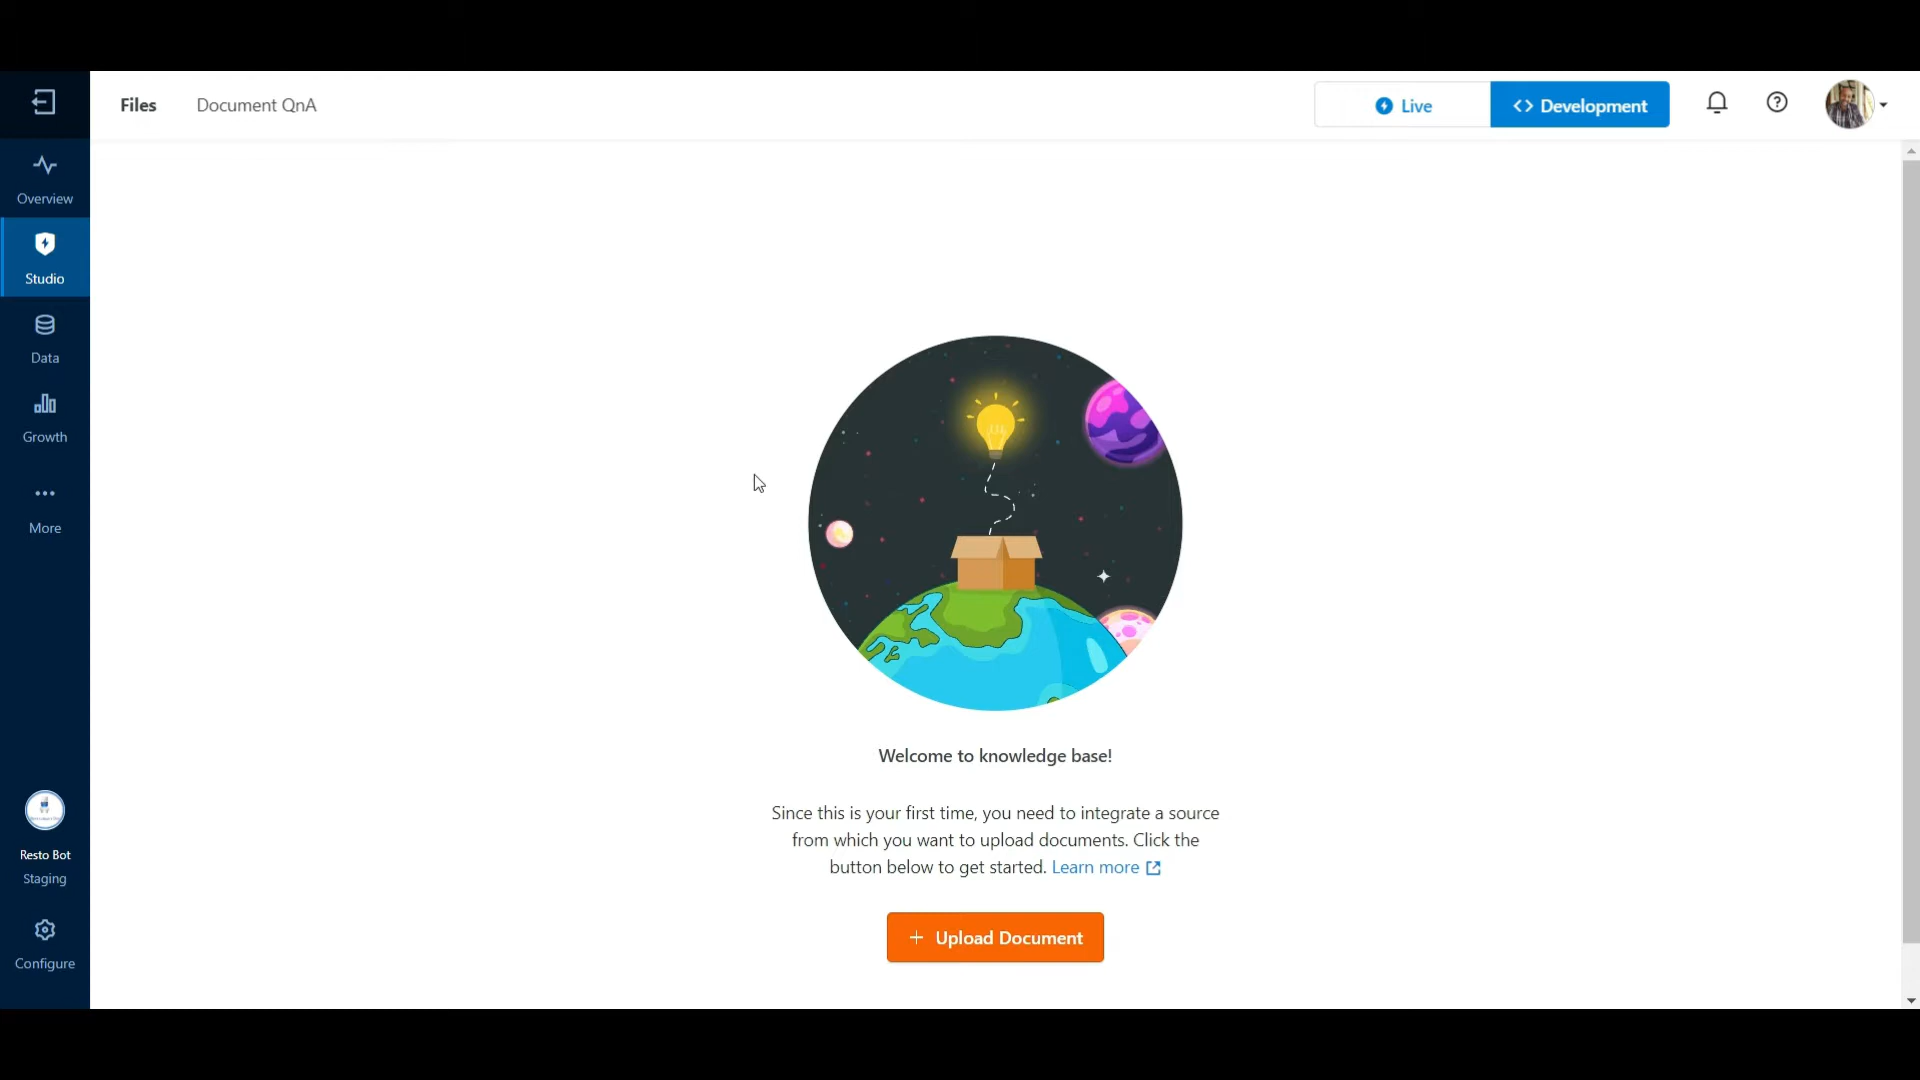 Files
Document QnA
Live
<> Development
Overview
Studio
Data
Growth
More
Resto Bot
Staging
Configure
Welcome to knowledge base!
Since this is your first time, you need to integrate a source
from which you want to upload documents. Click the
button below to get started. Learn more
+ Upload Document